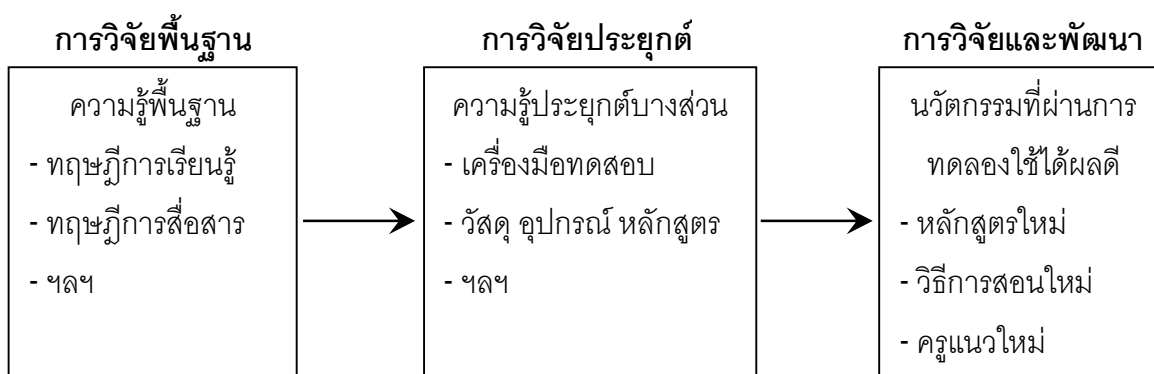 การวิจัยพื้นฐาน
ความรู้พื้นฐาน
- ทฤษฎีการเรียนรู้
- ทฤษฎีการสื่อสาร
- ฯลฯ
การวิจัยประยุกต์
ความรู้ประยุกต์บางส่วน
- เครื่องมือทดสอบ
- วัสดุ อุปกรณ์ หลักสูตร
- ฯลฯ
การวิจัยและพัฒนา
นวัตกรรมที่ผ่านการ
ทดลองใช้ได้ผลดี
- หลักสูตรใหม่
- วิธีการสอนใหม่
- ครูแนวใหม่